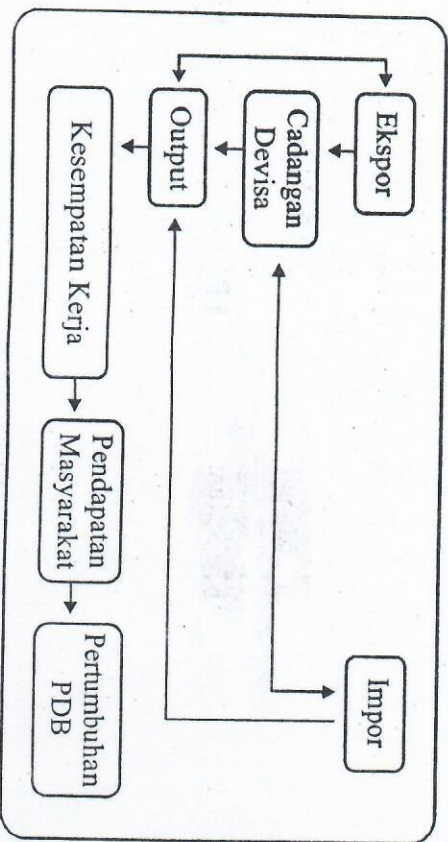 Ekspor
Cadangan
Devisa
Output
Kesempatan Kerja
Pendapatan
Masyarakat
Pertumbuhan
PDB
Impor